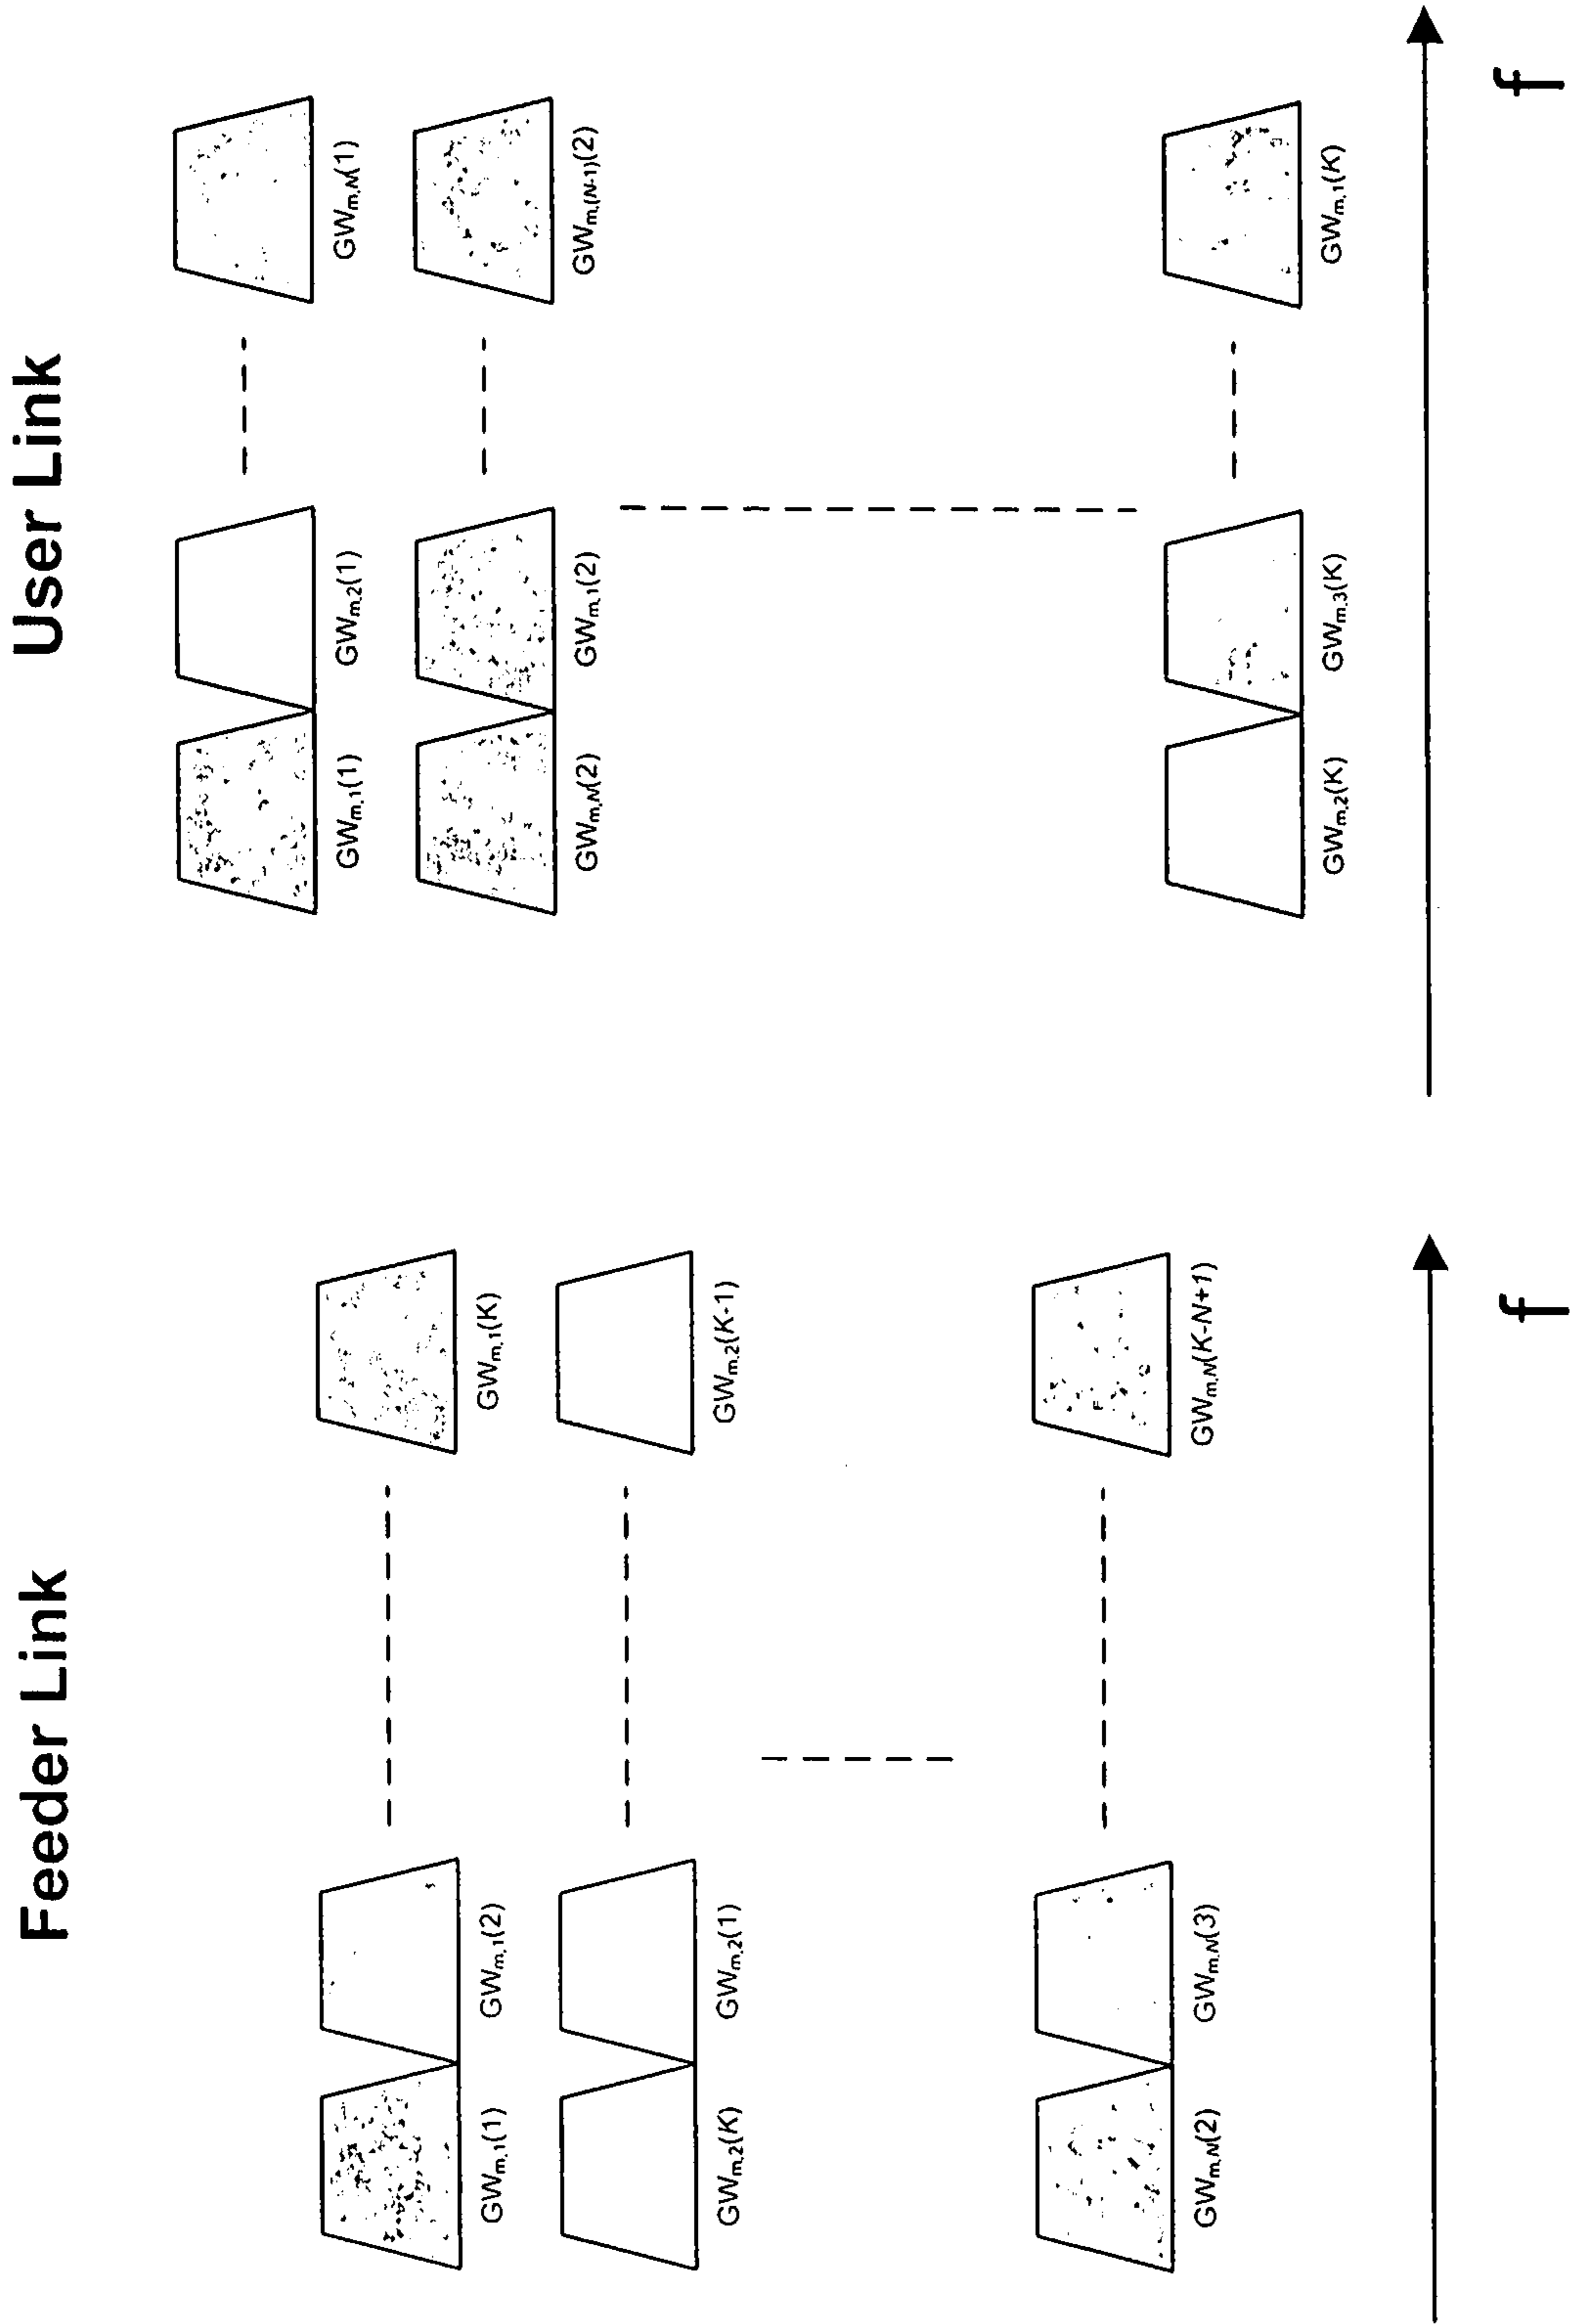 Feeder Link
GWm,1(1) GWm,1(2) GWm,1(K)
GWm,2(K) GWm,2(1) GWm,2(K-1)
GWm,N(2) GWm,N(3) GWm,N(K-N+1)
f
User Link
GWm,1(1) GWm,2(1) GWm,N(1)
GWm,N(2) GWm,1(2) GWm,(N-1)(2)
GWm,2(K) GWm,3(K) GWm,1(K)
f